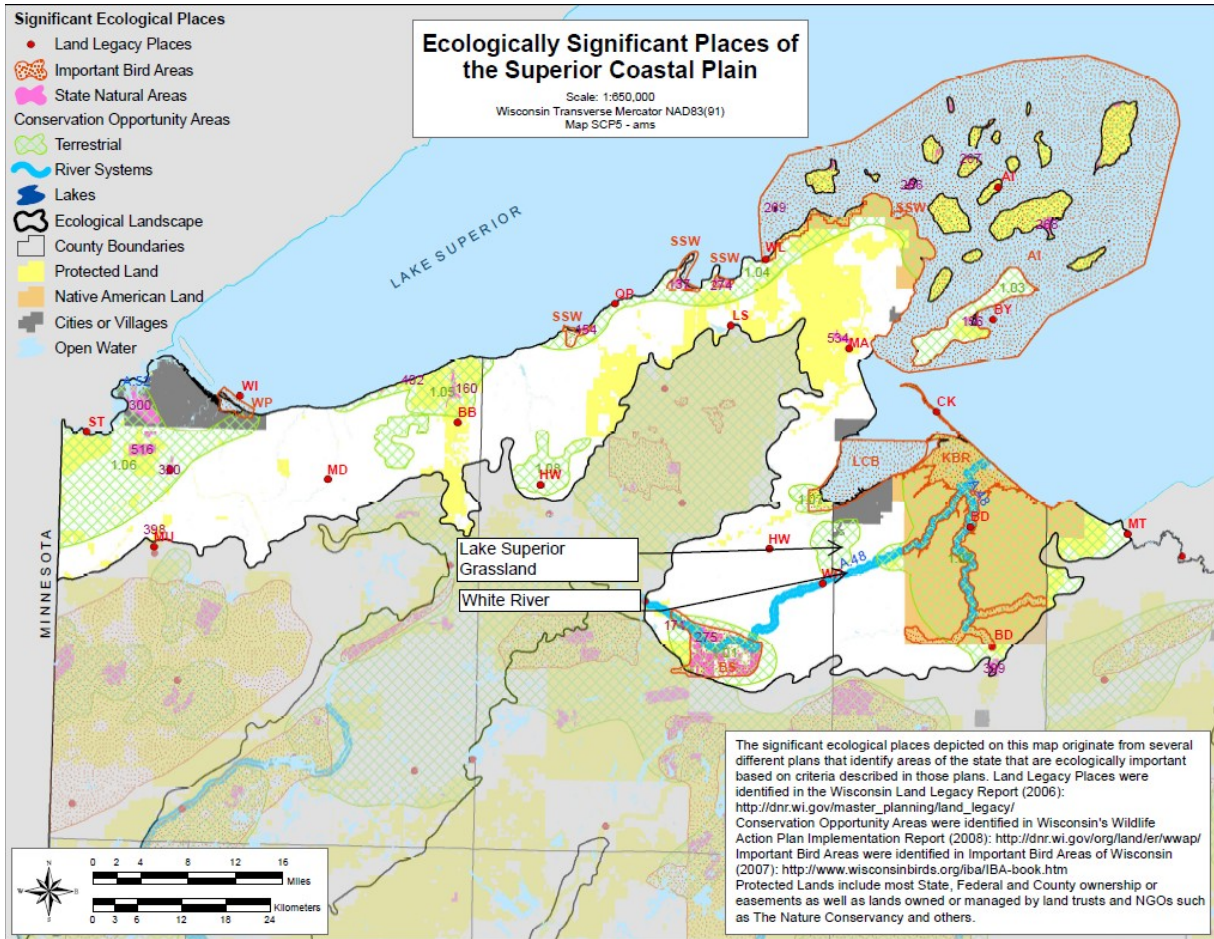 Significant Ecological Places
Land Legacy Places
Important Bird Areas
State Natural Areas
Conservation Opportunity Areas
Terrestrial
River Systems
Lakes
Ecological Landscape
County Boundaries
Protected Land
Native American Land
Cities or Villages
Open Water
Ecologically Significant Places of
the Superior Coastal Plain
Scale: 1:650,000
Wisconsin Transverse Mercator NAD83(91)
Map SCP5 - ams
LAKE SUPERIOR
267
AI
269
SSW
AI
SSW
WL
SSW
1.04
137
274
1.03
QB
BY
SSW
154
LS
534
MA
WI
WP
300
160
CK
ST
BB
516
1.06
LCB
KBR
MD
1.08
HW
1.07
A.48
BD
398
MU
HW
MT
Lake Superior
Grassland
A.48
White River
171
275
BS
BD
MINNESOTA
The significant ecological places depicted on this map originate from several
different plans that identify areas of the state that are ecologically important
based on criteria described in those plans. Land Legacy Places were
identified in the Wisconsin Land Legacy Report (2006):
http://dnr.wi.gov/master_planning/land_legacy/
Conservation Opportunity Areas were identified in Wisconsin's Wildlife
Action Plan Implementation Report (2008): http://dnr.wi.gov/org/land/er/wwap/
Important Bird Areas were identified in Important Bird Areas of Wisconsin
(2007): http://www.wisconsinbirds.org/iba/IBA-book.htm
Protected Lands include most State, Federal and County ownership or
easements as well as lands owned or managed by land trusts and NGOs such
as The Nature Conservancy and others.
N
W
E
S
0 2 4 8 12 16
Miles
Kilometers
0 3 6 12 18 24